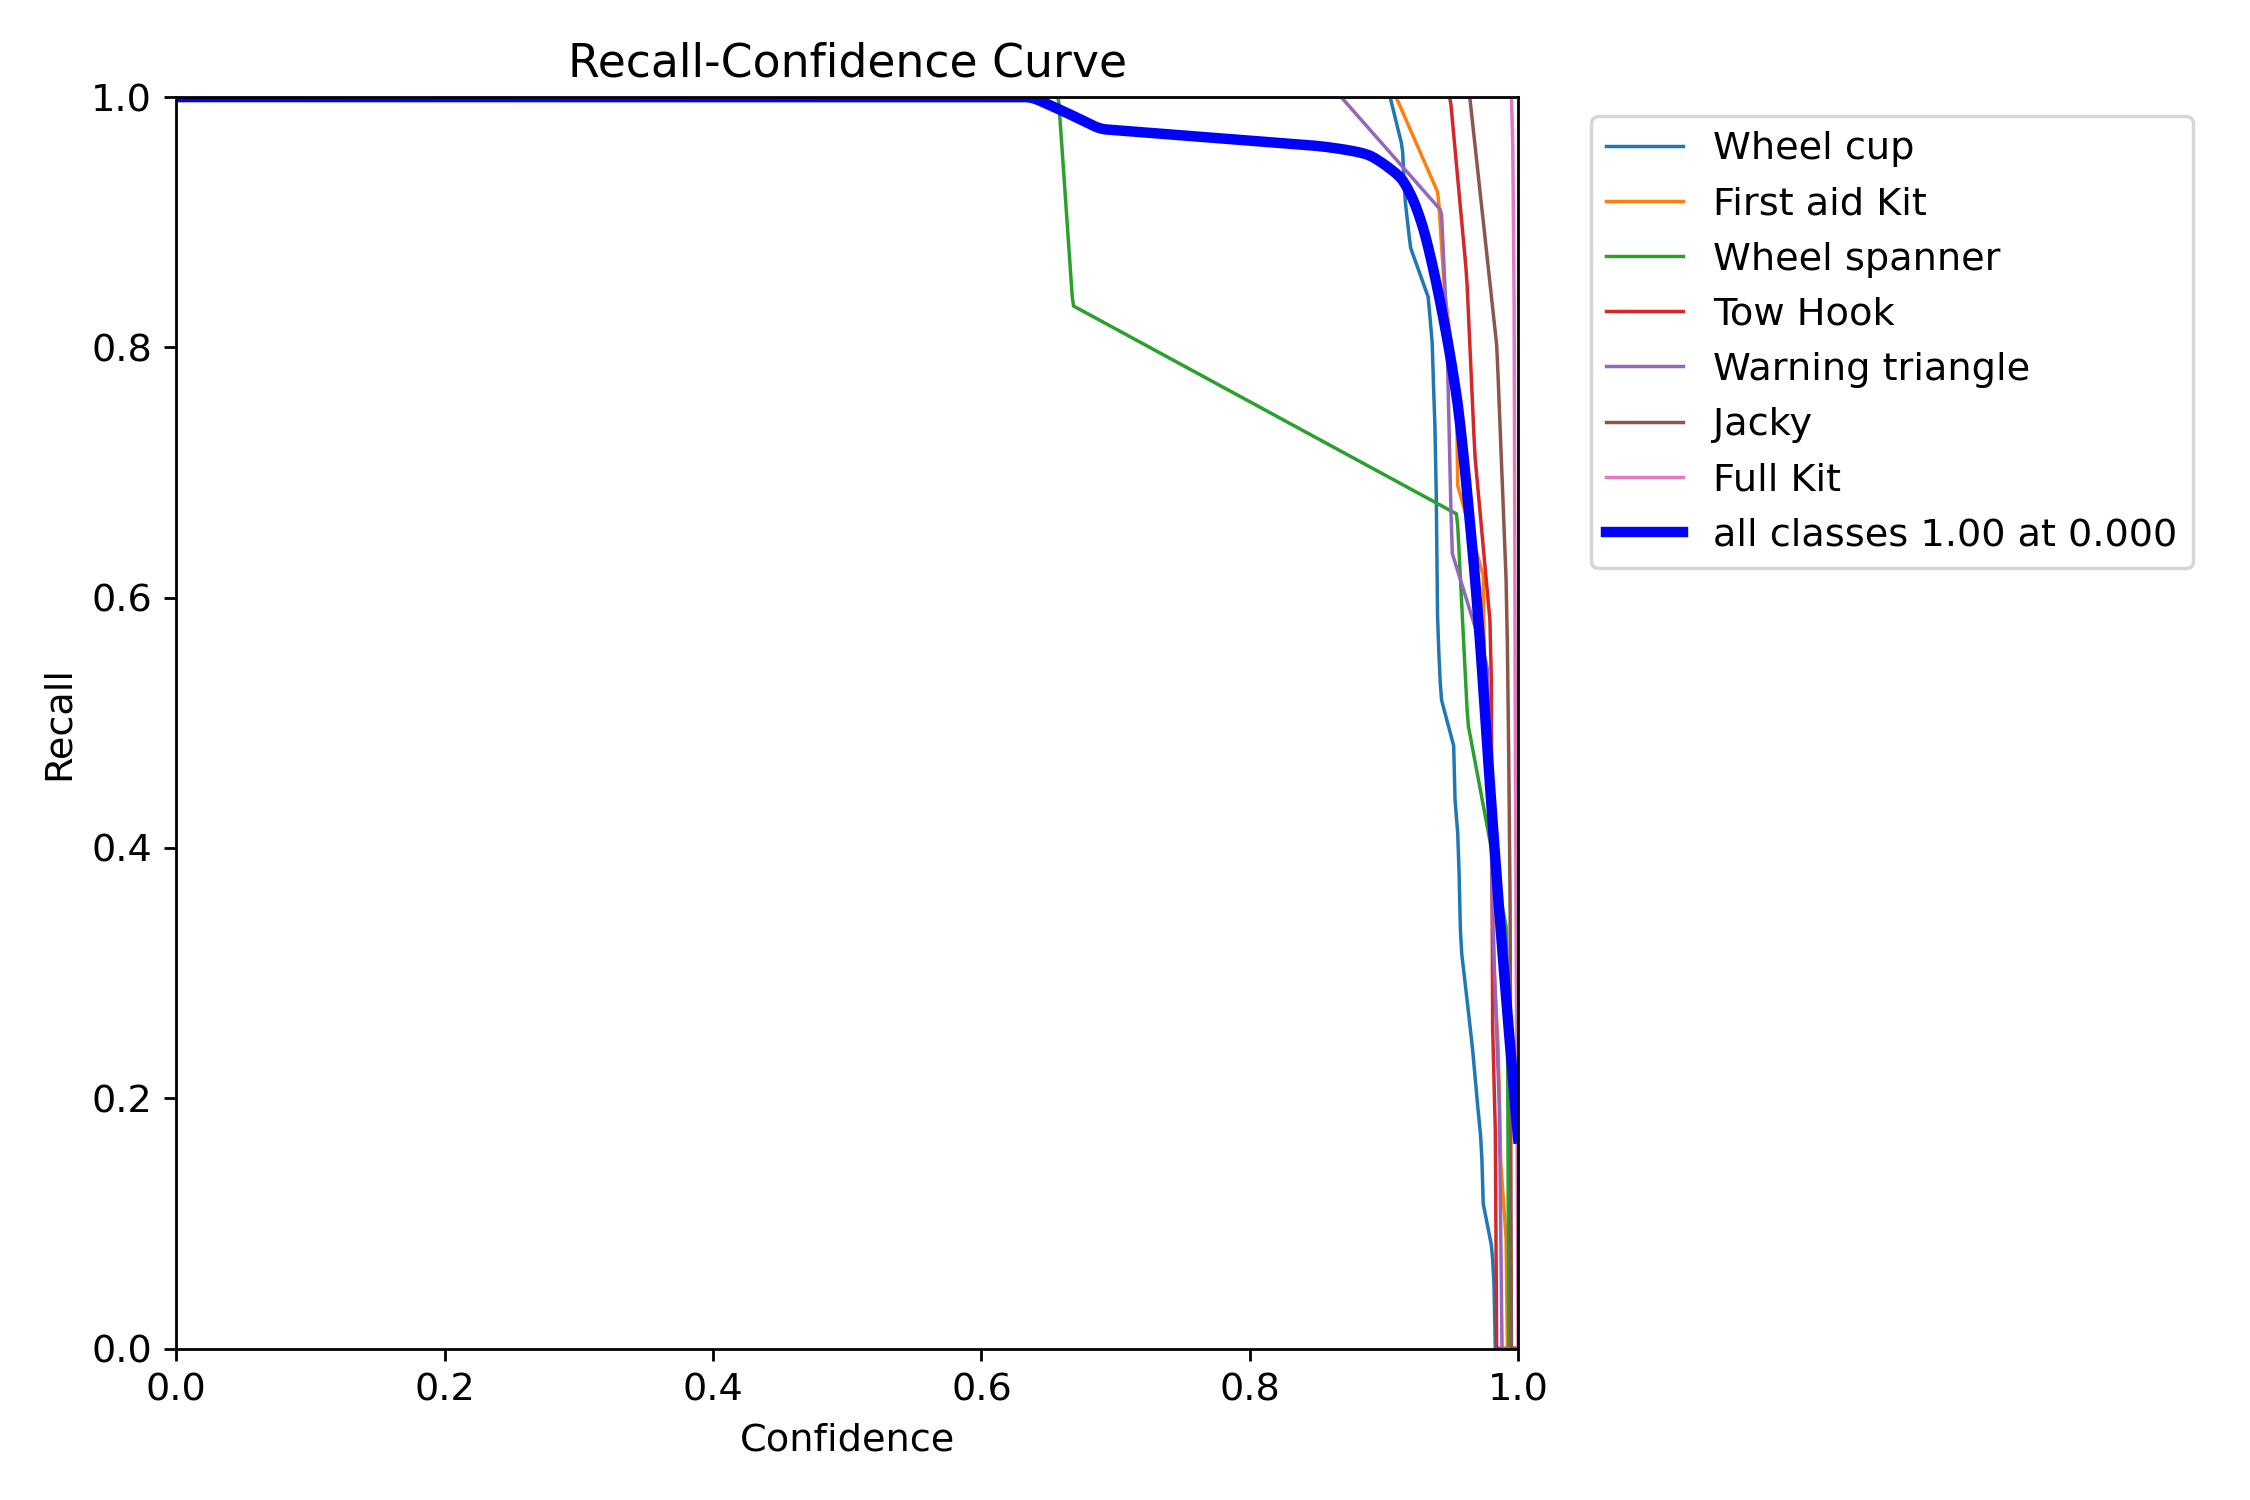 Recall-Confidence Curve
1.0
0.8
0.6
0.4
0.2
0.0
Recall
0.0 0.2 0.4 0.6 0.8 1.0
Confidence
Wheel cup
First aid Kit
Wheel spanner
Tow Hook
Warning triangle
Jacky
Full Kit
all classes 1.00 at 0.000